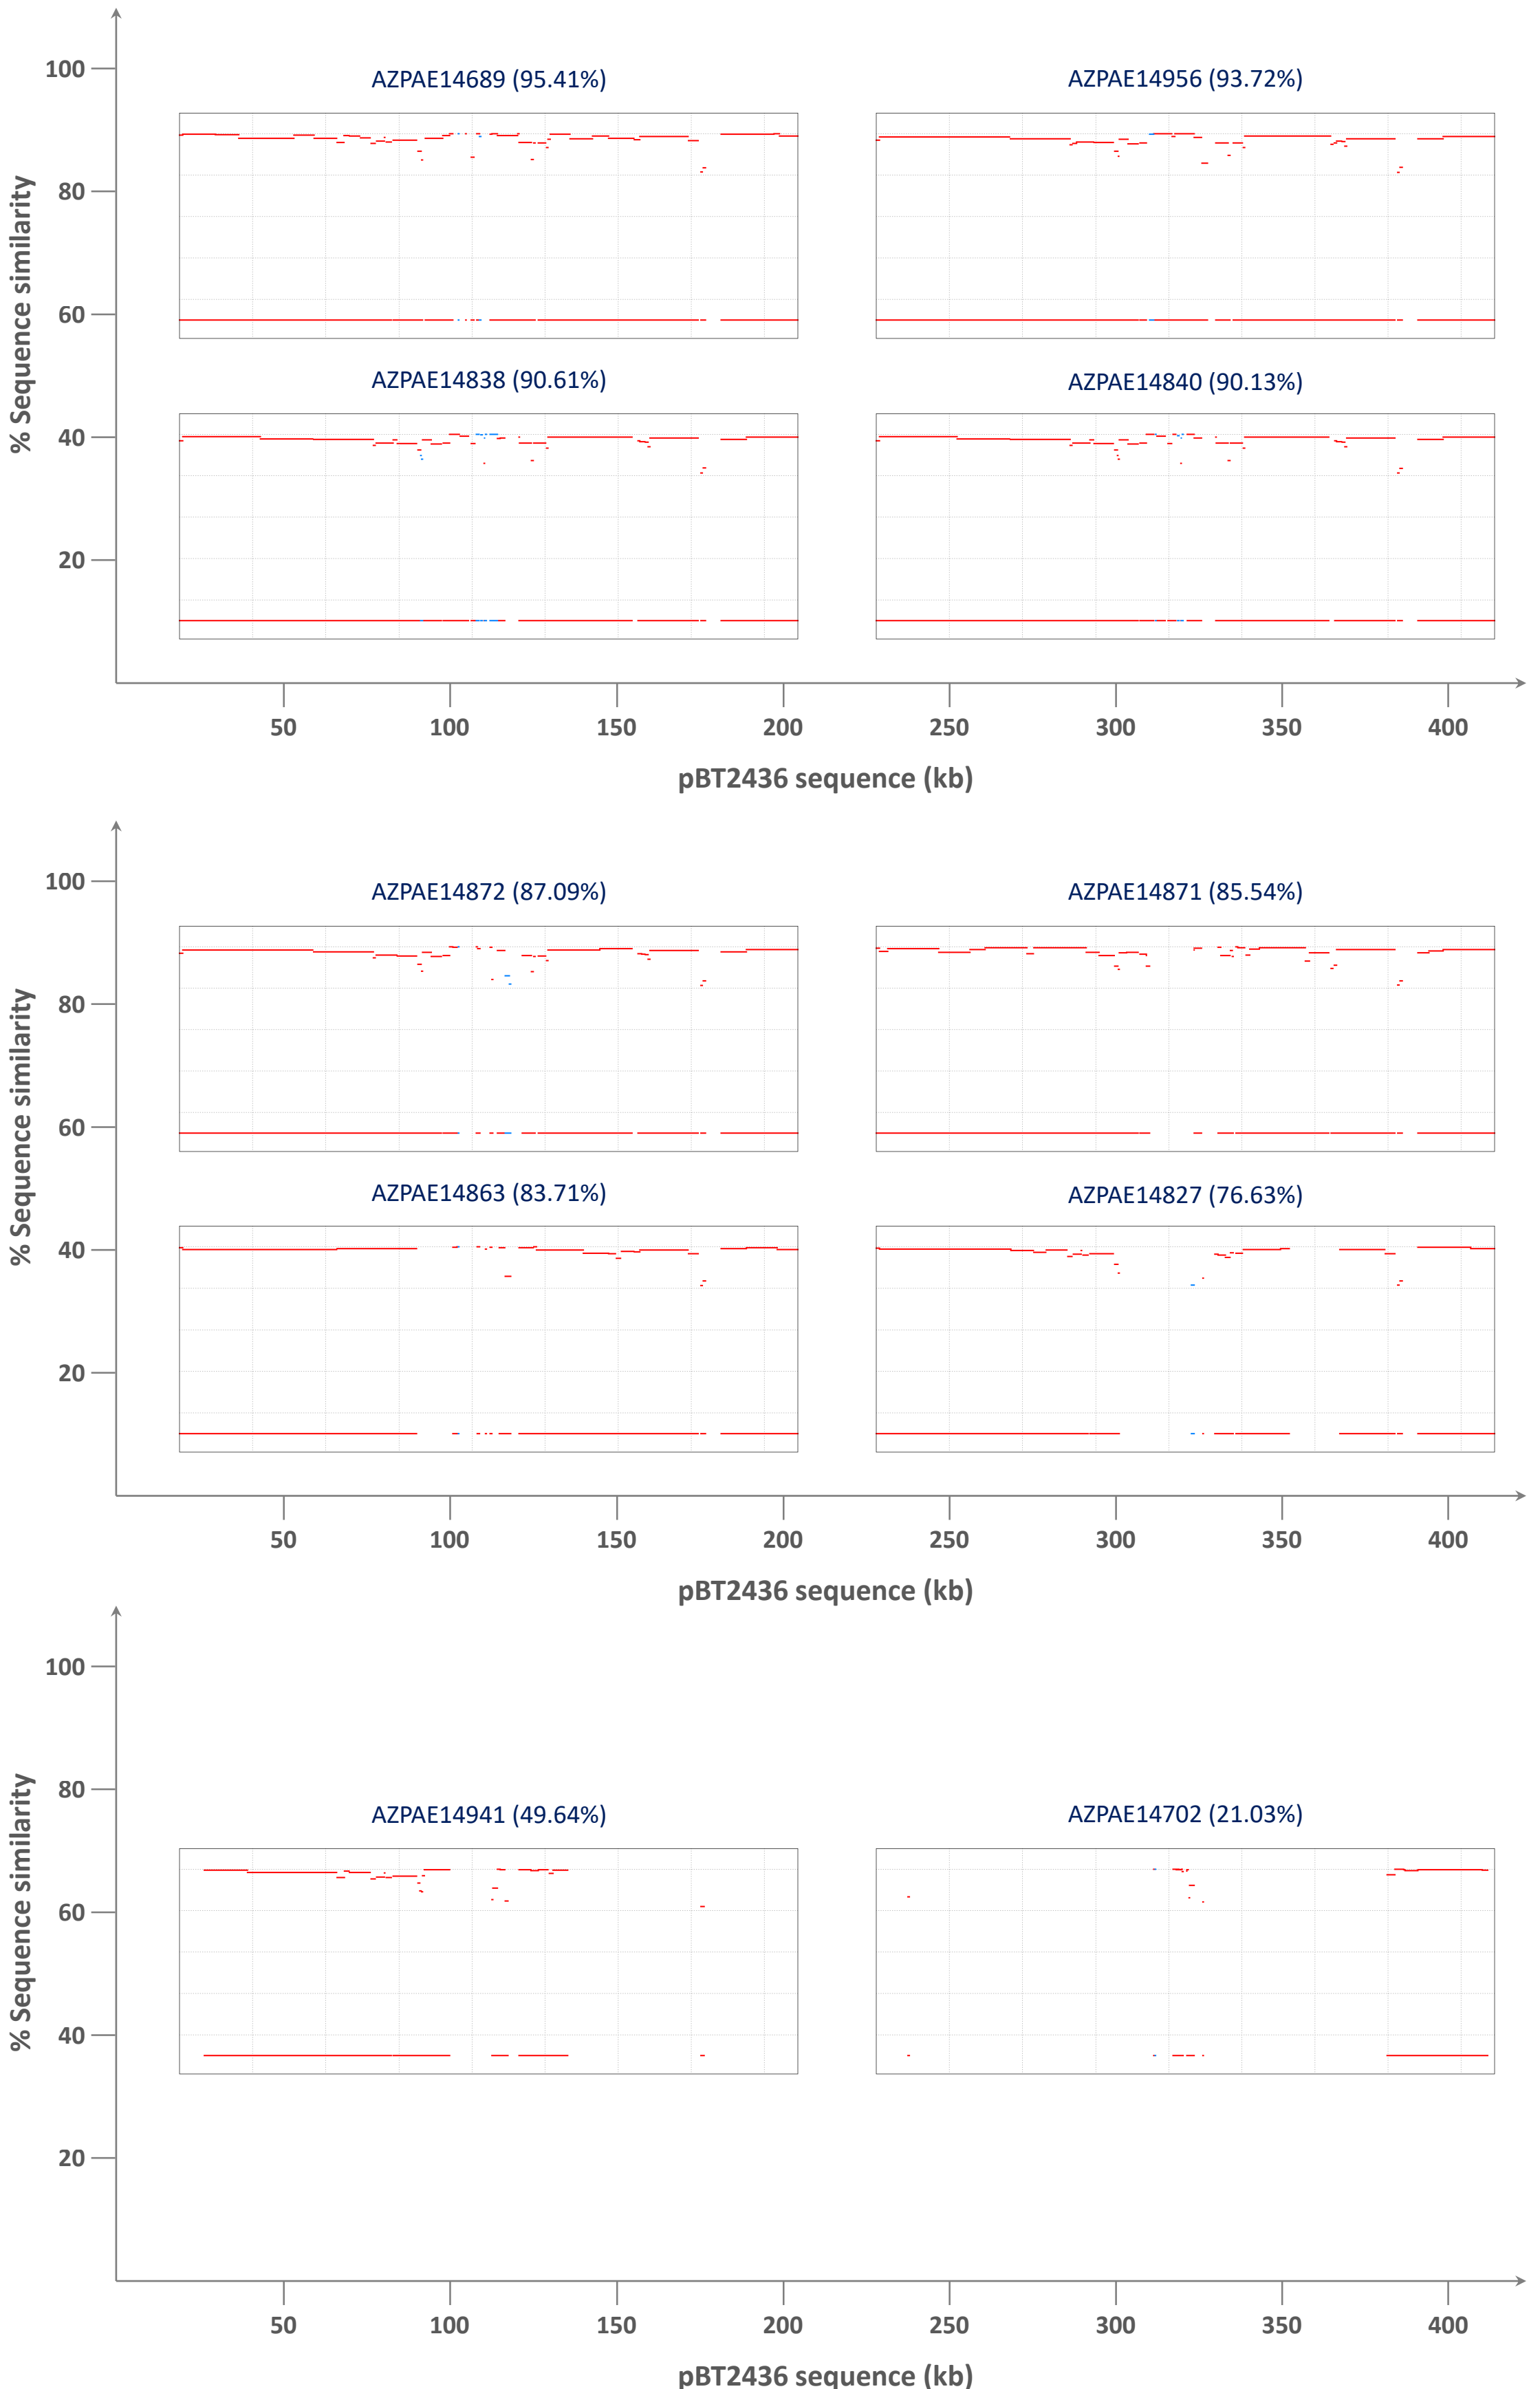 100
AZPAE14689 (95.41%)
AZPAE14956 (93.72%)
80
% Sequence similarity
60
AZPAE14838 (90.61%)
AZPAE14840 (90.13%)
40
20
50 100 150 200 250 300 350 400
pBT2436 sequence (kb)
100
AZPAE14872 (87.09%)
AZPAE14871 (85.54%)
80
% Sequence similarity
60
AZPAE14863 (83.71%)
AZPAE14827 (76.63%)
40
20
50 100 150 200 250 300 350 400
pBT2436 sequence (kb)
100
80
AZPAE14941 (49.64%)
AZPAE14702 (21.03%)
% Sequence similarity
60
40
20
50 100 150 200 250 300 350 400
pBT2436 sequence (kb)